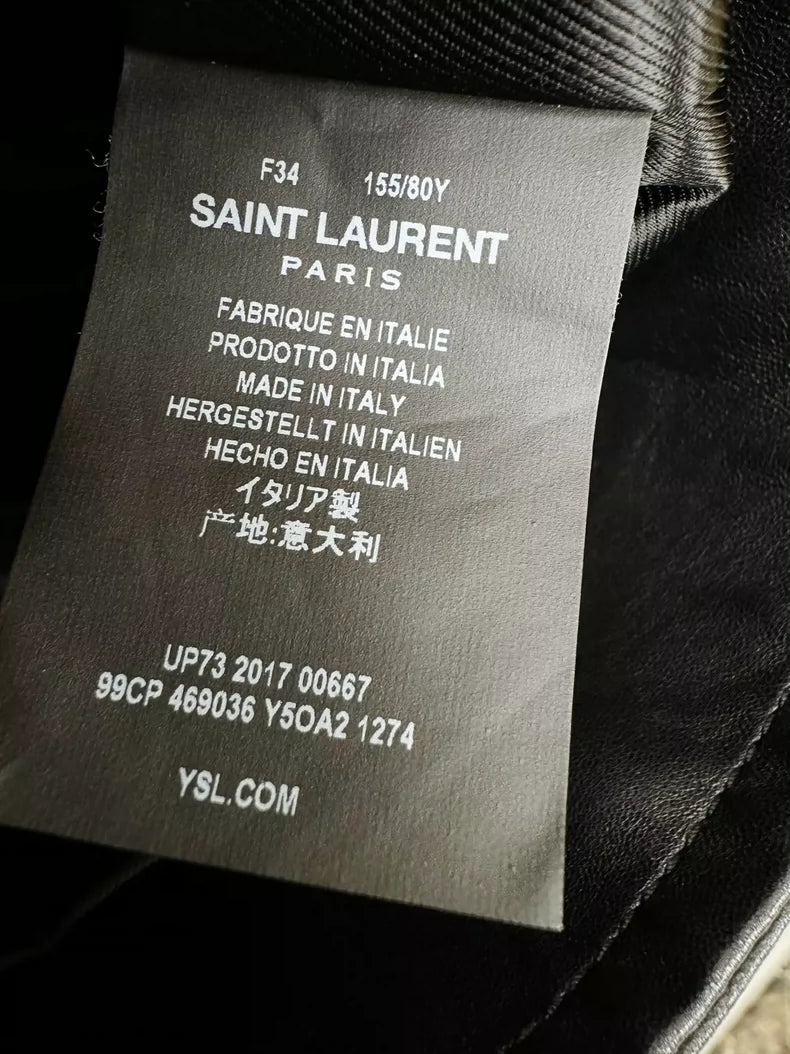 F34 155/80Y
SAINT LAURENT
PARIS
FABRIQUE EN ITALIE
PRODOTTO IN ITALIA
MADE IN ITALY
HERGESTELLT IN ITALIEN
HECHO EN ITALIA
イタリア製
产地:意大利
UP73 2017 00667
99CP 469036 Y5OA2 1274
YSL.COM